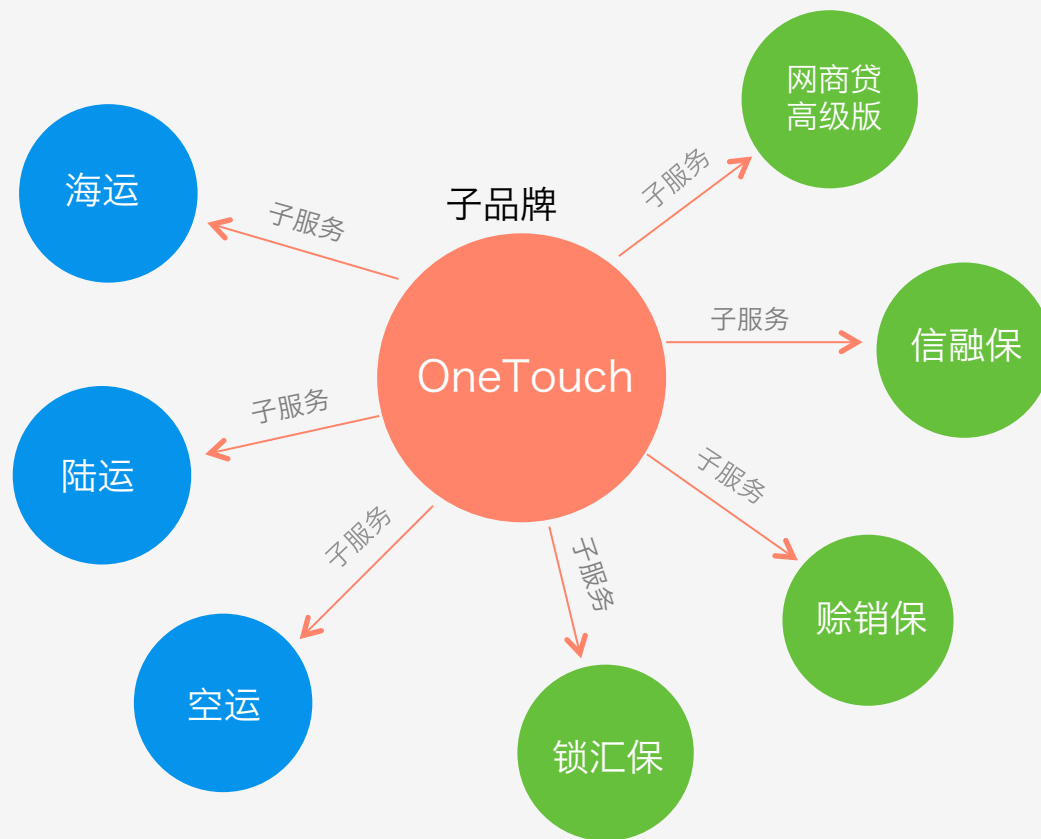 网商贷
高级版
海运
子服务
子品牌
子服务
OneTouch
子服务
信融保
陆运
子服务
子服务
赊销保
空运
子服务
子服务
锁汇保